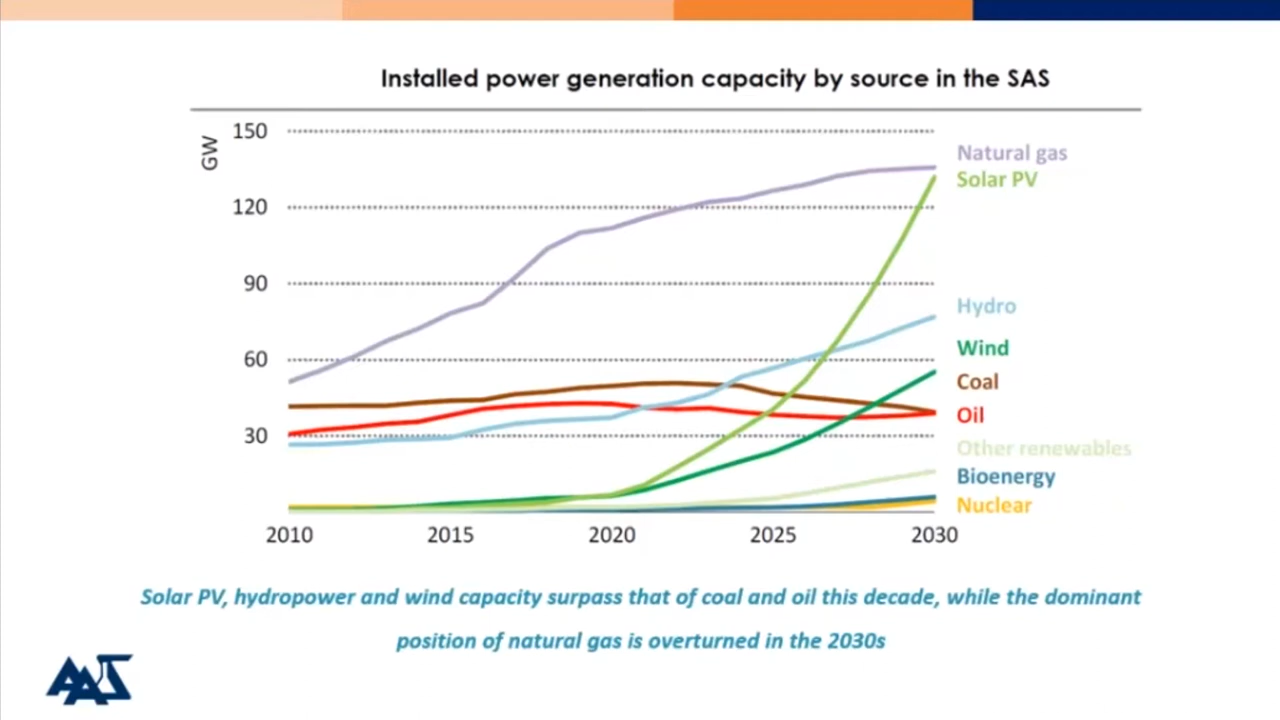 Installed power generation capacity by source in the SAS
GW
150
120
90
60
30
Natural gas
Solar PV
Hydro
Wind
Coal
Oil
Other renewables
Bioenergy
Nuclear
2010 2015 2020 2025 2030
Solar PV, hydropower and wind capacity surpass that of coal and oil this decade, while the dominant
position of natural gas is overturned in the 2030s
AAS